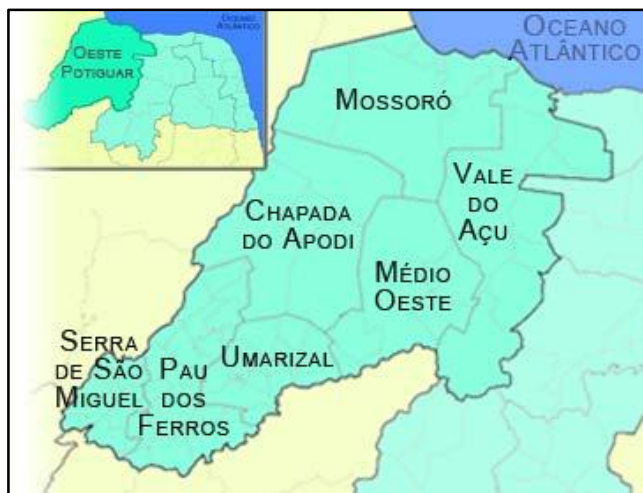 OCEANO
ATLÂNTICO
OESTE
POTIGUAR
OCEANO
ATLÂNTICO
MOSSORÓ
VALE
DO
AÇU
CHAPADA
DO APODI
MÉDIO
OESTE
UMARIZAL
SERRA
DE SÃO
MIGUEL
PAU
DOS
FERROS